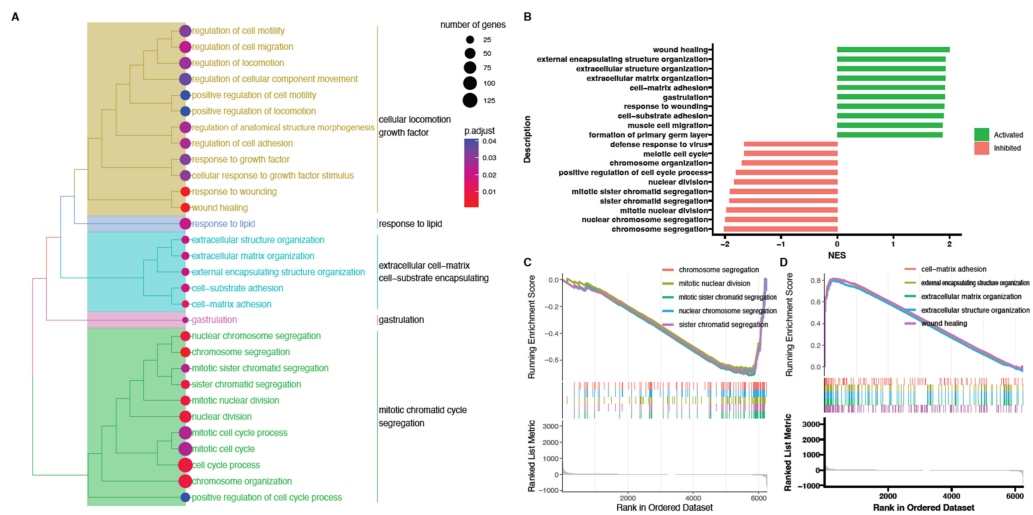 A
regulation of cell motility
regulation of cell migration
regulation of locomotion
regulation of cellular component movement
positive regulation of cell motility
positive regulation of locomotion
regulation of anatomical structure morphogenesis
regulation of cell adhesion
response to growth factor
cellular response to growth factor stimulus
response to wounding
wound healing
response to lipid
extracellular structure organization
extracellular matrix organization
external encapsulating structure organization
cell-substrate adhesion
cell-matrix adhesion
gastrulation
nuclear chromosome segregation
chromosome segregation
mitotic sister chromatid segregation
sister chromatid segregation
mitotic nuclear division
nuclear division
mitotic cell cycle process
mitotic cell cycle
cell cycle process
chromosome organization
positive regulation of cell cycle process
cellular locomotion
growth factor
response to lipid
extracellular cell-matrix
cell-substrate encapsulating
gastrulation
mitotic chromatid cycle
segregation
number of genes
25
50
75
100
125
p.adjust
0.04
0.03
0.02
0.01
B
Description
wound healing
external encapsulating structure organization
extracellular structure organization
extracellular matrix organization
cell-matrix adhesion
gastrulation
response to wounding
cell-substrate adhesion
muscle cell migration
formation of primary germ layer
defense response to virus
meiotic cell cycle
chromosome organization
positive regulation of cell cycle process
nuclear division
mitotic sister chromatid segregation
sister chromatid segregation
mitotic nuclear division
nuclear chromosome segregation
chromosome segregation
-2
-1
0
1
2
NES
Activated
Inhibited
C
Running Enrichment Score
0.0
-0.2
-0.4
-0.6
chromosome segregation
mitotic nuclear division
mitotic sister chromatid segregation
nuclear chromosome segregation
sister chromatid segregation
Ranked List Metric
3000
2000
1000
0
-1000
2000
4000
6000
Rank in Ordered Dataset
D
Running Enrichment Score
0.8
0.6
0.4
0.2
0.0
cell-matrix adhesion
external encapsulating structure organization
extracellular matrix organization
extracellular structure organization
wound healing
Ranked List Metric
3000
2000
1000
0
-1000
2000
4000
6000
Rank in Ordered Dataset